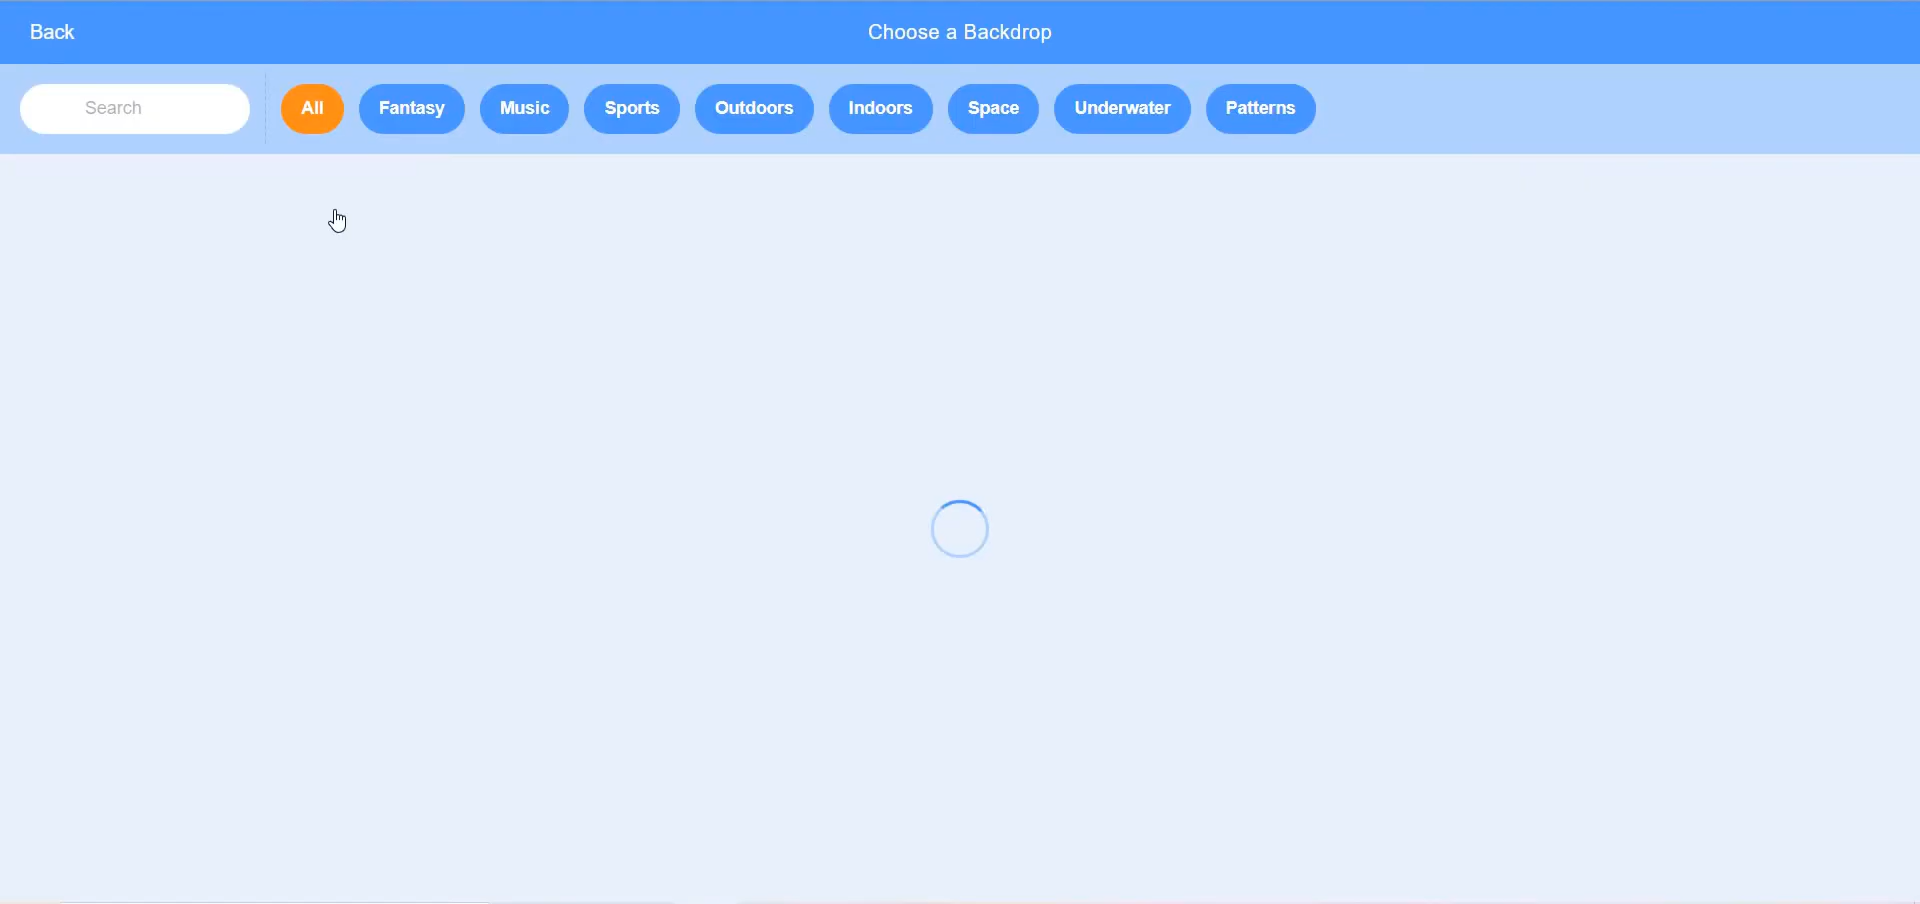 Back
Choose a Backdrop
Search
All
Fantasy
Music
Sports
Outdoors
Indoors
Space
Underwater
Patterns